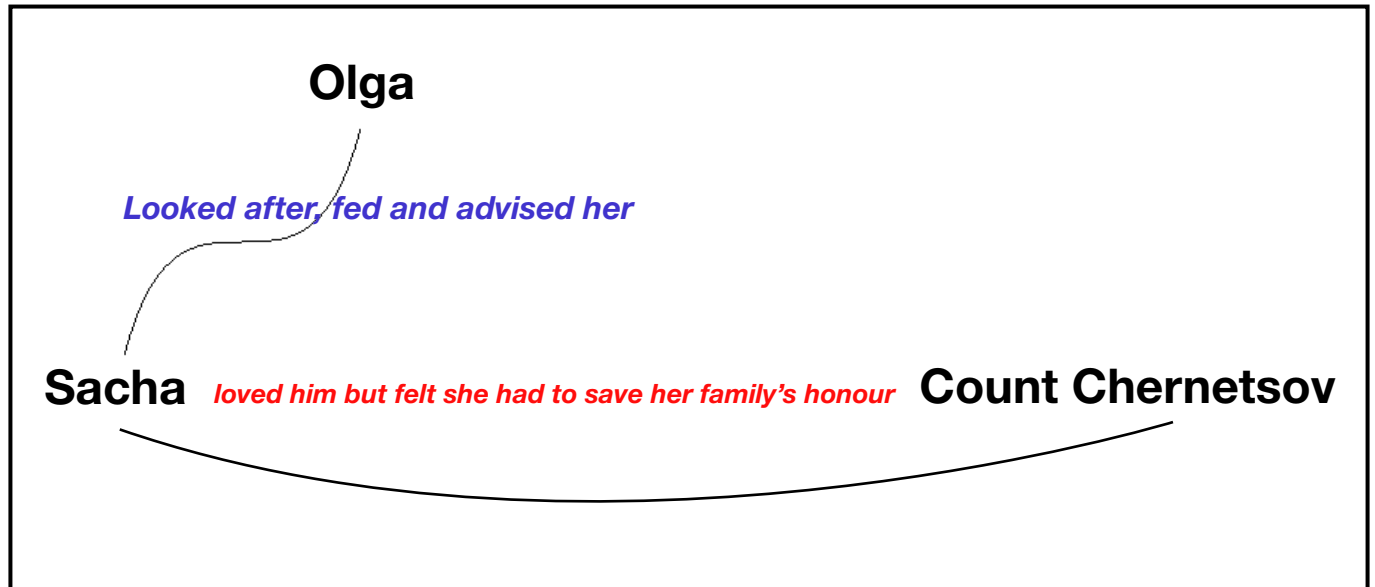 Olga
Looked after, fed and advised her
Sacha loved him but felt she had to save her family’s honour Count Chernetsov